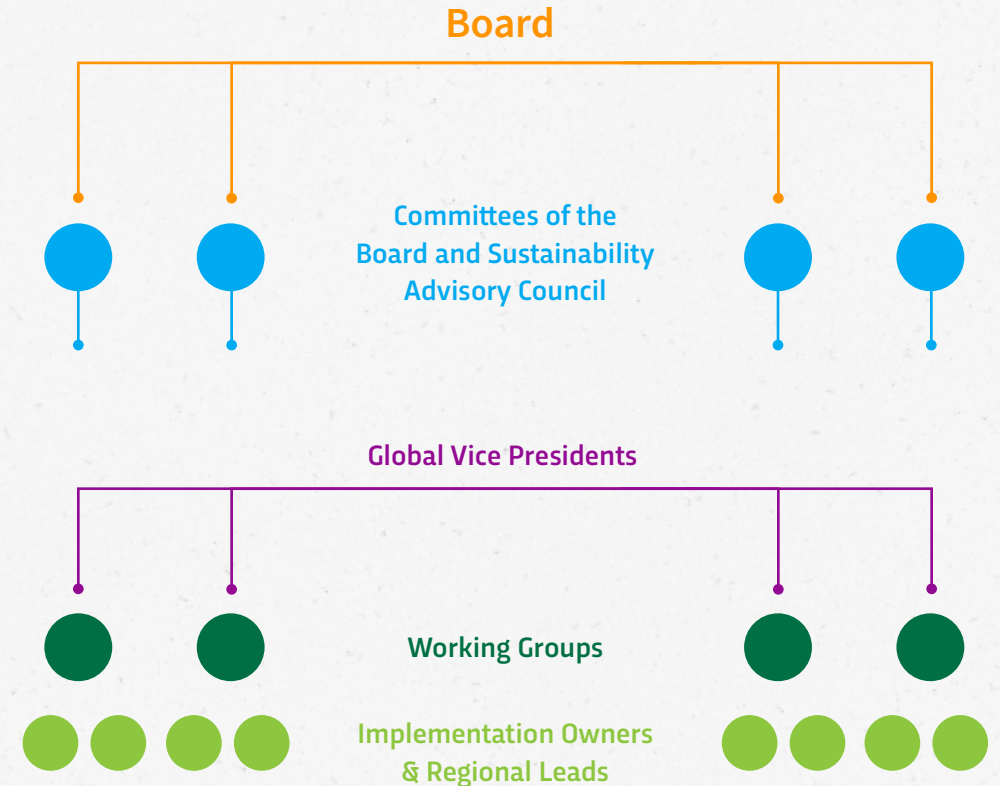 Board
Committees of the
Board and Sustainability
Advisory Council
Global Vice Presidents
Working Groups
Implementation Owners
& Regional Leads